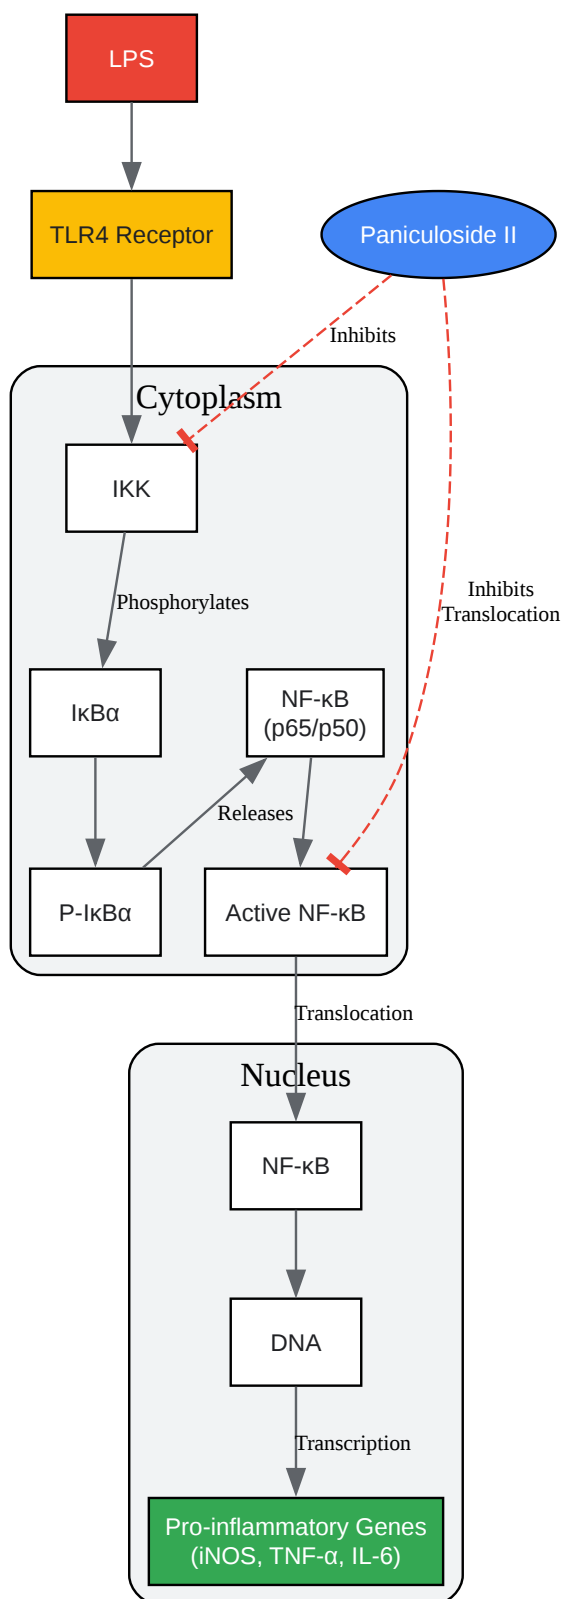 LPS
TLR4 Receptor
Paniculoside II
Inhibits
Cytoplasm
IKK
Phosphorylates
Inhibits
Translocation
IκBα
NF-κB
(p65/p50)
Releases
P-IκBα
Active NF-κB
Translocation
Nucleus
NF-κB
DNA
Transcription
Pro-inflammatory Genes
(iNOS, TNF-α, IL-6)